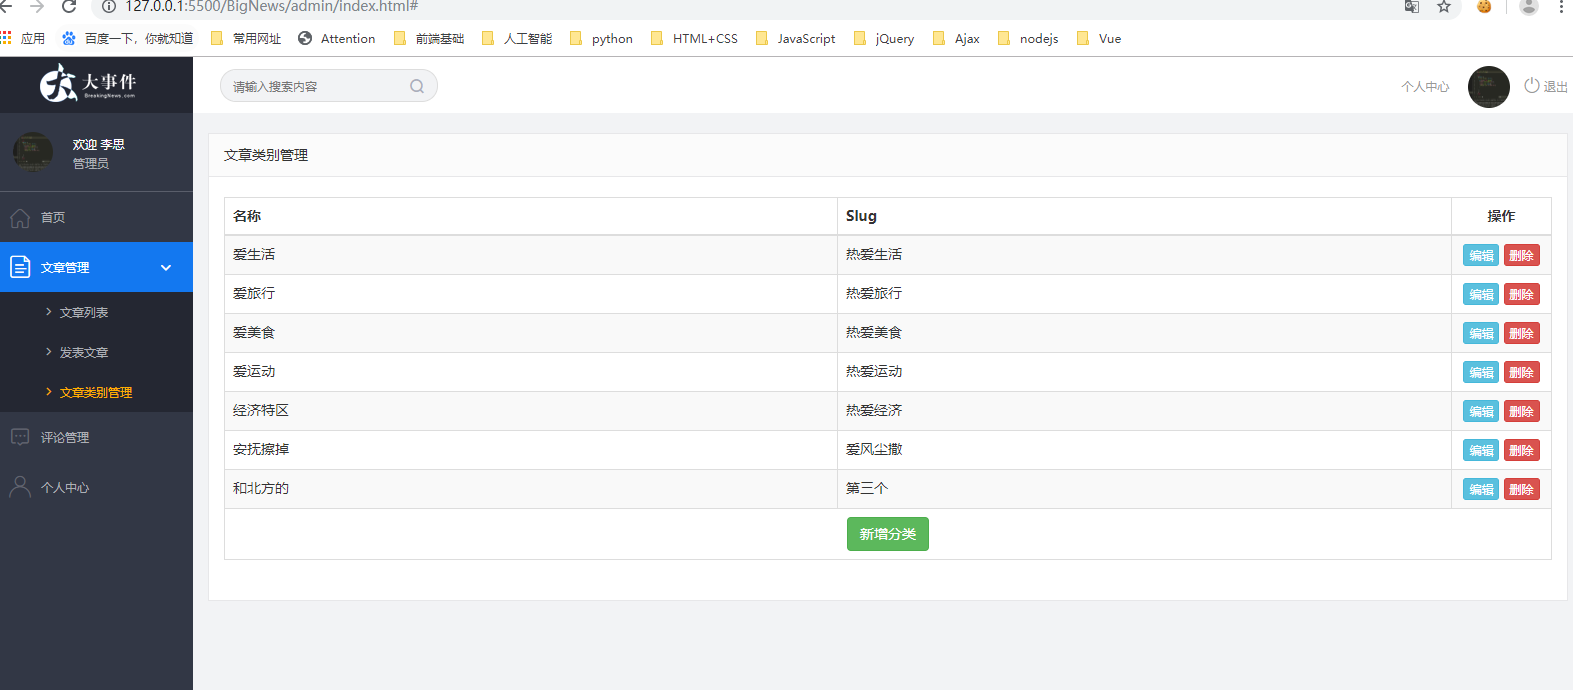 127.0.0.1:5500/BigNews/admin/index.html#
应用 百度一下，你就知道 常用网址 Attention 前端基础 人工智能 python HTML+CSS JavaScript jQuery Ajax nodejs Vue
大事件
BreakingNews.com
请输入搜索内容
个人中心 退出
欢迎 李思
管理员
首页
文章管理
文章列表
发表文章
文章类别管理
评论管理
个人中心
文章类别管理
名称 Slug 操作
爱生活 热爱生活 编辑 删除
爱旅行 热爱旅行 编辑 删除
爱美食 热爱美食 编辑 删除
爱运动 热爱运动 编辑 删除
经济特区 热爱经济 编辑 删除
安抚擦掉 爱风尘撒 编辑 删除
和北方的 第三个 编辑 删除
新增分类